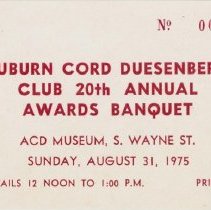 Nº 00
UBURN CORD DUESENBER
CLUB 20th ANNUAL
AWARDS BANQUET
ACD MUSEUM, S. WAYNE ST.
SUNDAY, AUGUST 31, 1975
AILS 12 NOON TO 1:00 P.M. PRI